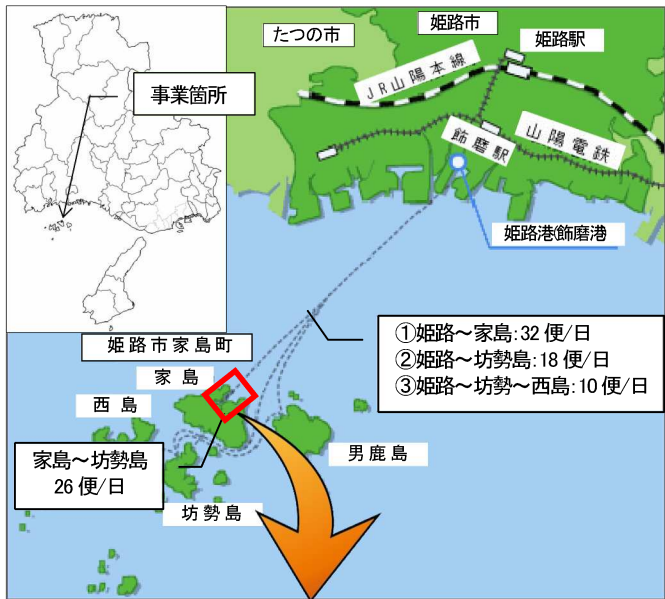 たつの市
姫路市
姫路駅
JR山陽本線
事業箇所
飾磨駅
山陽電鉄
姫路港(飾磨港)
①姫路～家島:32便/日
②姫路～坊勢島:18便/日
③姫路～坊勢～西島:10便/日
姫路市家島町
家島
西島
男鹿島
家島～坊勢島
26便/日
坊勢島